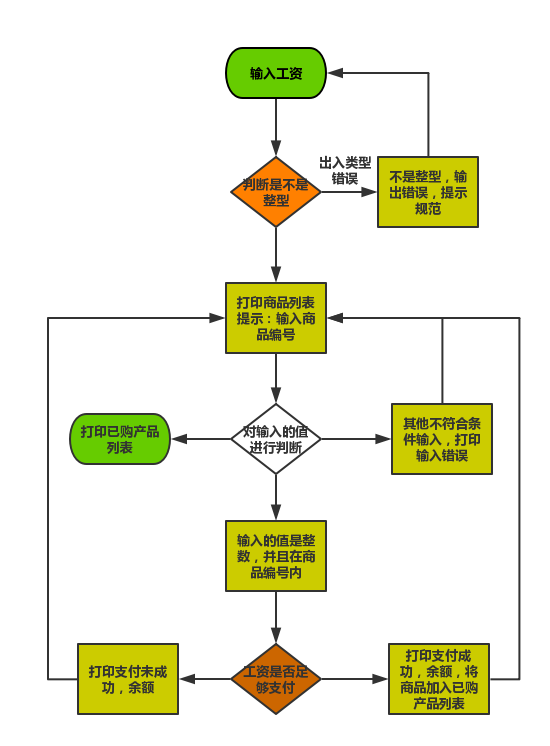 输入工资
出入类型
错误
判断是不是
整型
不是整型，输
出错误，提示
规范
打印商品列表
提示：输入商
品编号
打印已购产品
列表
对输入的值
进行判断
其他不符合条
件输入，打印
输入错误
输入的值是整
数，并且在商
品编号内
打印支付未成
功，余额
工资是否足
够支付
打印支付成
功，余额，将
商品加入已购
产品列表